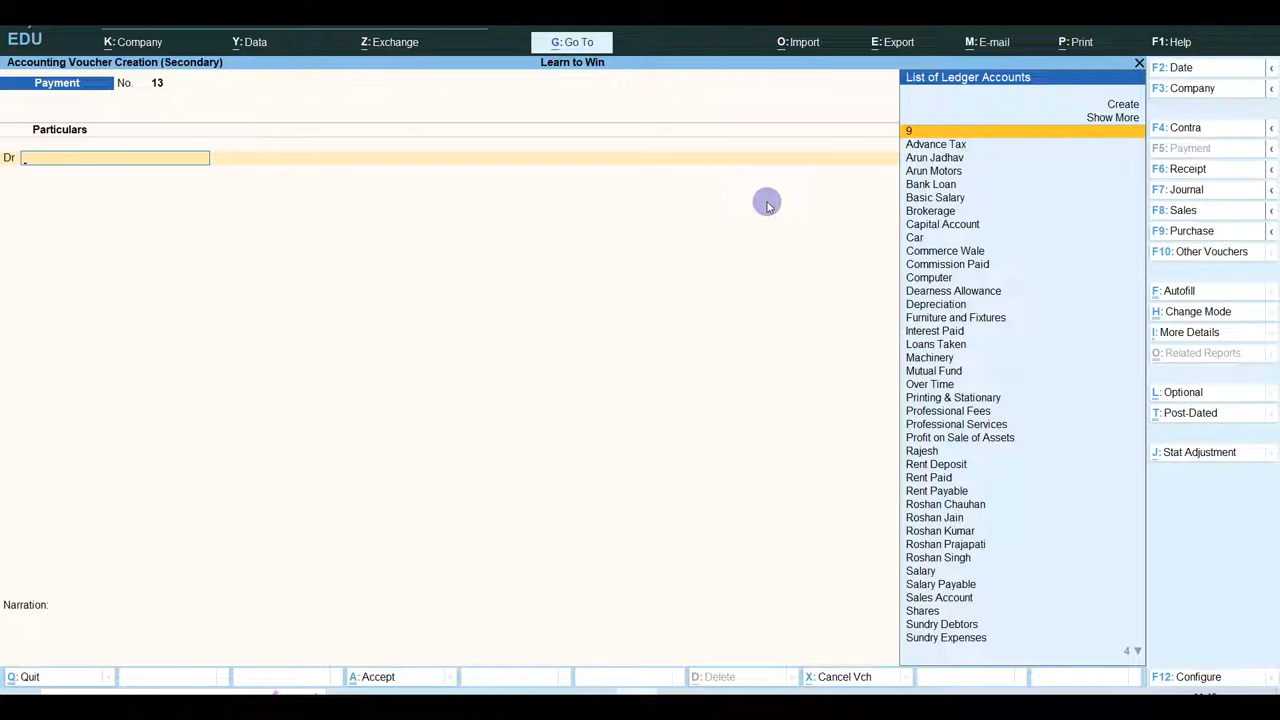 EDU
K: Company
Y: Data
Z: Exchange
G: Go To
O: Import
E: Export
M: E-mail
P: Print
F1: Help
Accounting Voucher Creation (Secondary)
Learn to Win
Payment No. 13
Particulars
Dr
Narration:
List of Ledger Accounts
Create
Show More
9
Advance Tax
Arun Jadhav
Arun Motors
Bank Loan
Basic Salary
Brokerage
Capital Account
Car
Commerce Wale
Commission Paid
Computer
Dearness Allowance
Depreciation
Furniture and Fixtures
Interest Paid
Loans Taken
Machinery
Mutual Fund
Over Time
Printing & Stationary
Professional Fees
Professional Services
Profit on Sale of Assets
Rajesh
Rent Deposit
Rent Paid
Rent Payable
Roshan Chauhan
Roshan Jain
Roshan Kumar
Roshan Prajapati
Roshan Singh
Salary
Salary Payable
Sales Account
Shares
Sundry Debtors
Sundry Expenses
4 ▼
F2: Date
F3: Company
F4: Contra
F5: Payment
F6: Receipt
F7: Journal
F8: Sales
F9: Purchase
F10: Other Vouchers
F: Autofill
H: Change Mode
I: More Details
O: Related Reports
L: Optional
T: Post-Dated
J: Stat Adjustment
Q: Quit
A: Accept
D: Delete
X: Cancel Vch
F12: Configure